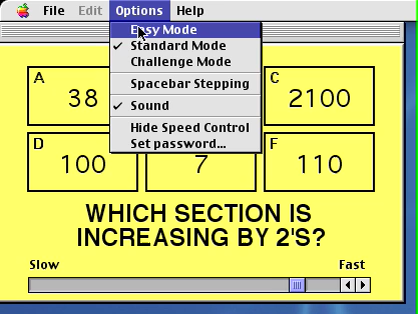 File Edit Options Help
Easy Mode
✓ Standard Mode
Challenge Mode
Spacebar Stepping
✓ Sound
Hide Speed Control
Set password...
A
38
C
2100
D
100
7
F
110
WHICH SECTION IS
INCREASING BY 2'S?
Slow Fast